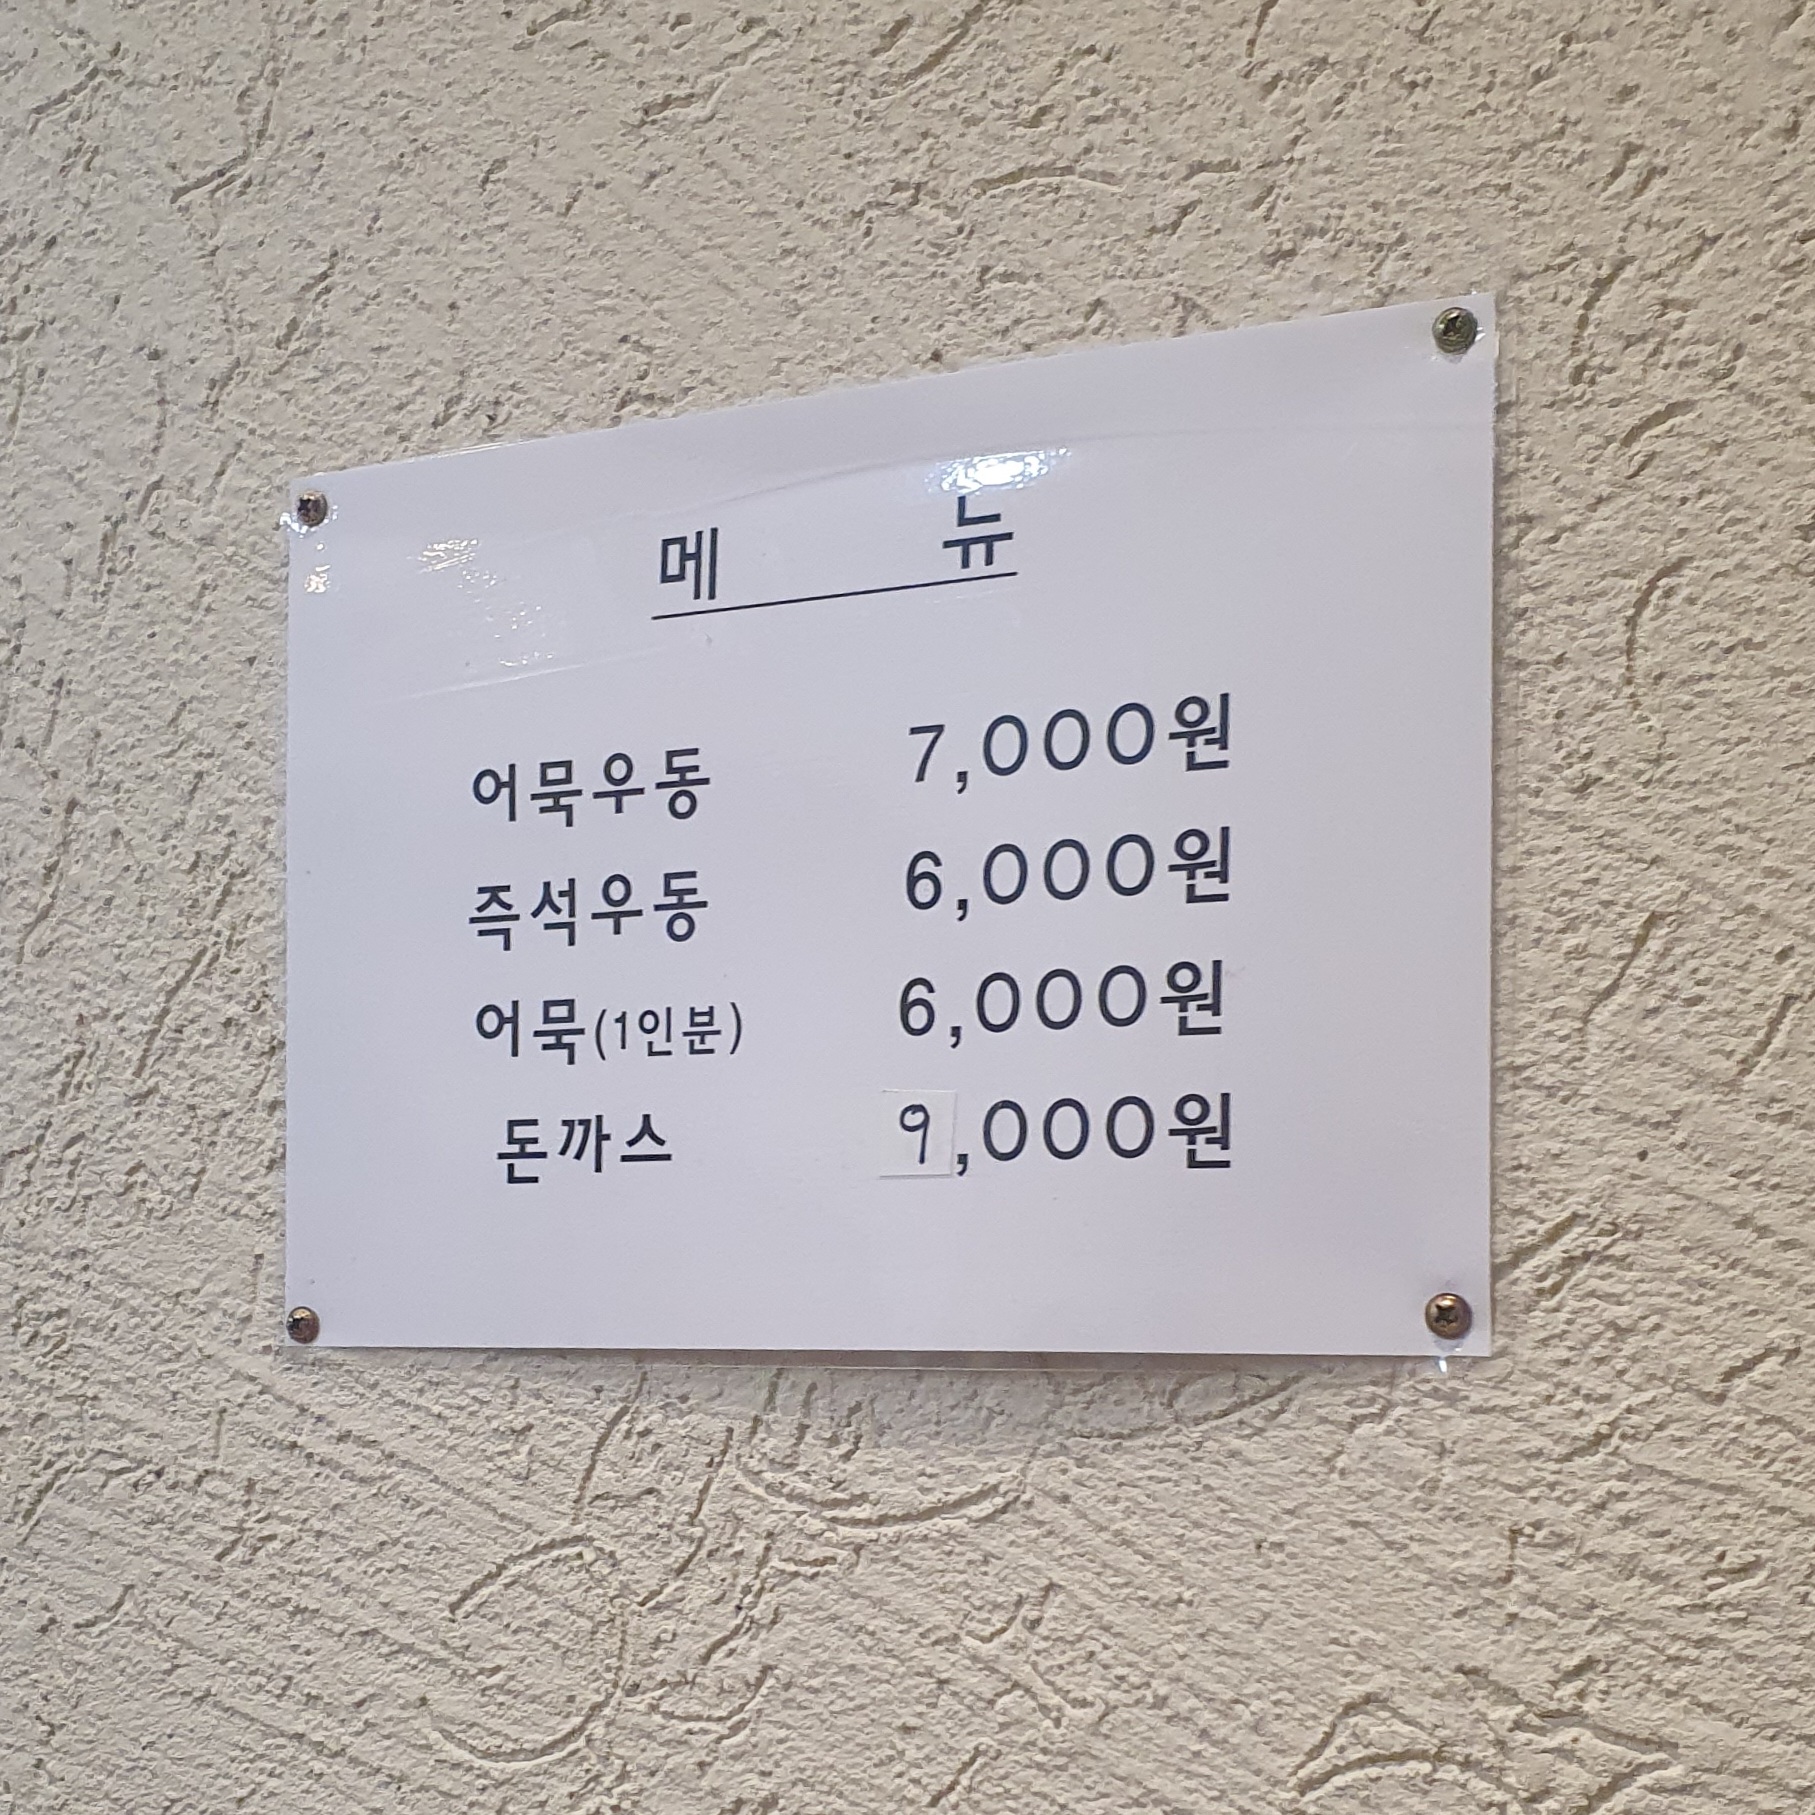 메 뉴
어묵우동 7,000원
즉석우동 6,000원
어묵(1인분) 6,000원
돈까스 9,000원